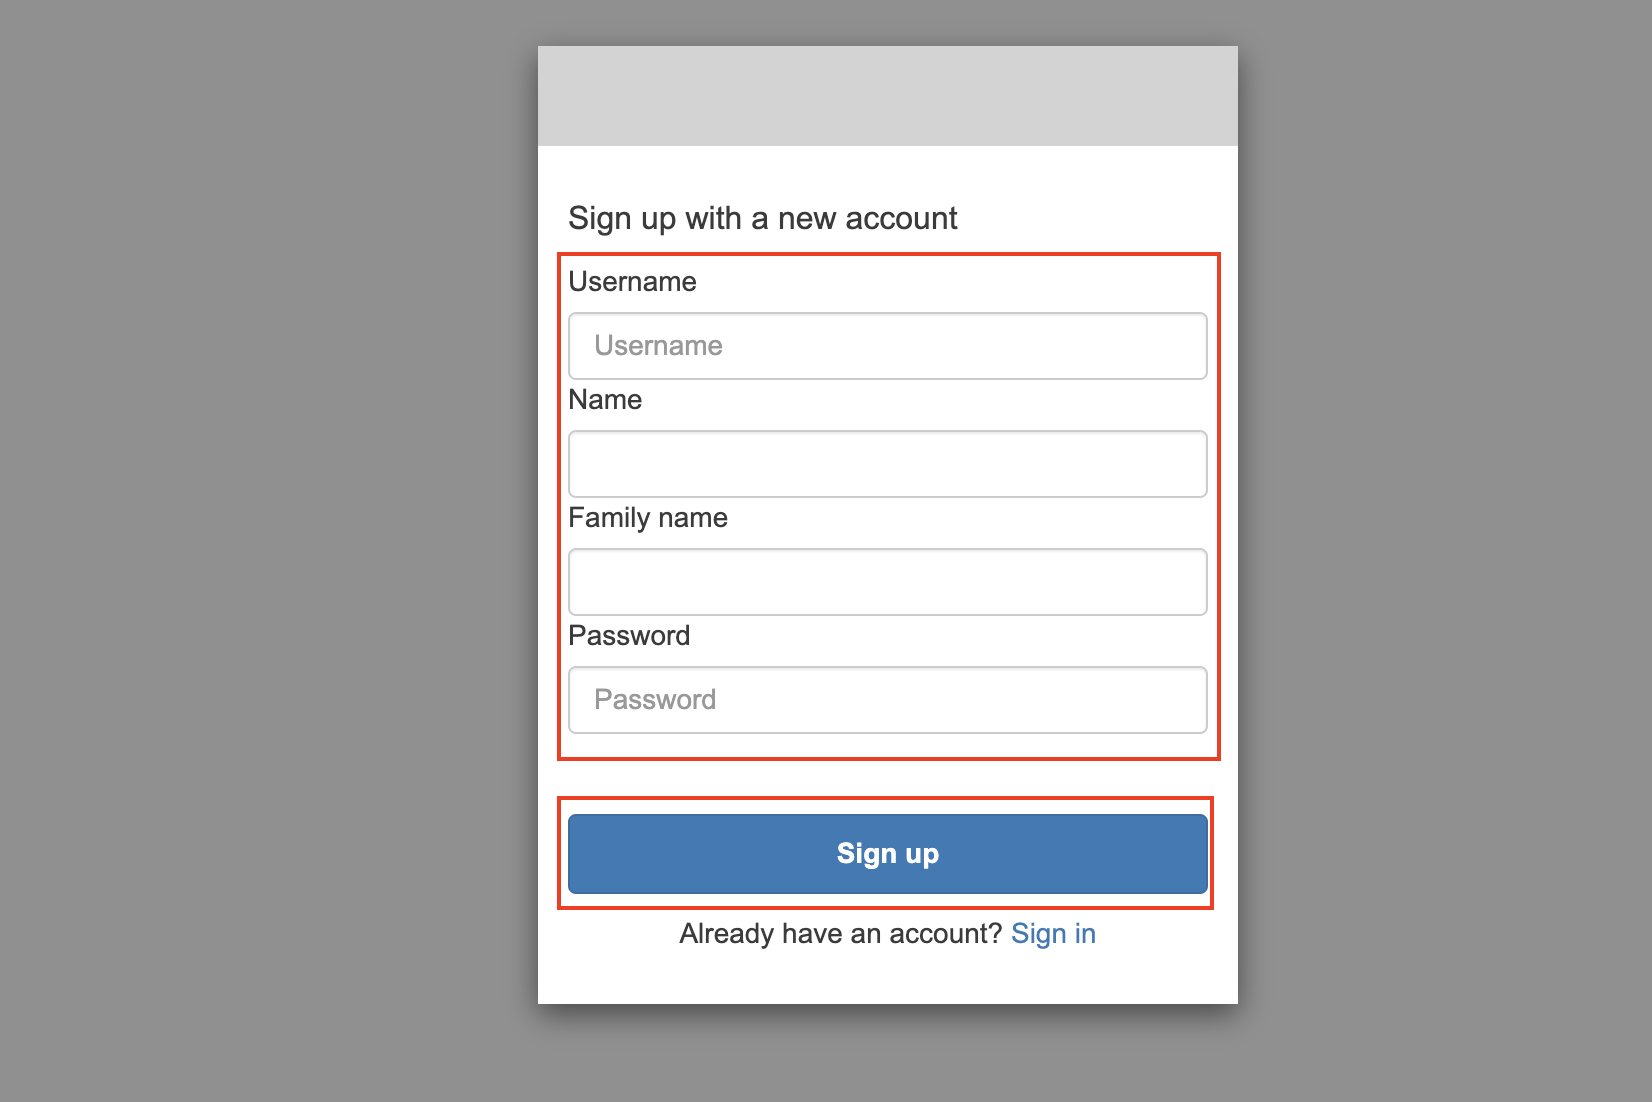 Sign up with a new account
Username
Username
Name
Family name
Password
Password
Sign up
Already have an account? Sign in